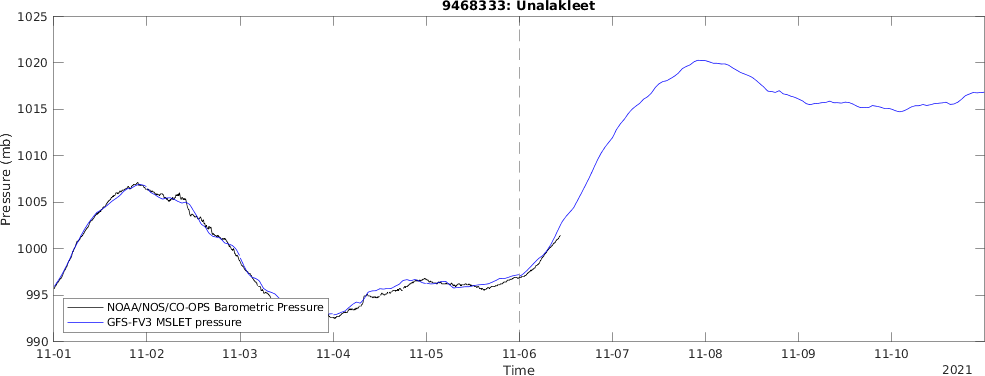 9468333: Unalakleet
1025
1020
1015
1010
1005
1000
995
990
Pressure (mb)
NOAA/NOS/CO-OPS Barometric Pressure
GFS-FV3 MSLET pressure
11-01 11-02 11-03 11-04 11-05 11-06 11-07 11-08 11-09 11-10
Time
2021